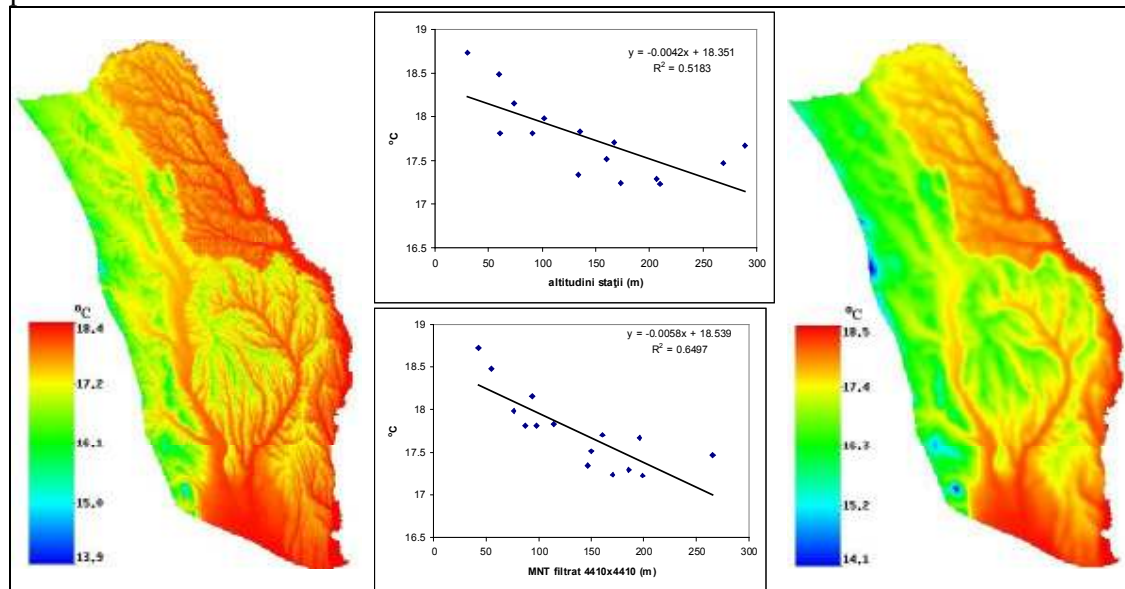 °C
18.4
17.2
16.1
15.0
13.9
y = -0.0042x + 18.351
R² = 0.5183
19
18.5
18
17.5
17
16.5
°C
0 50 100 150 200 250 300
altitudini staţii (m)
y = -0.0058x + 18.539
R² = 0.6497
19
18.5
18
17.5
17
16.5
°C
0 50 100 150 200 250 300
MNT filtrat 4410x4410 (m)
°C
18.5
17.4
16.3
15.2
14.1